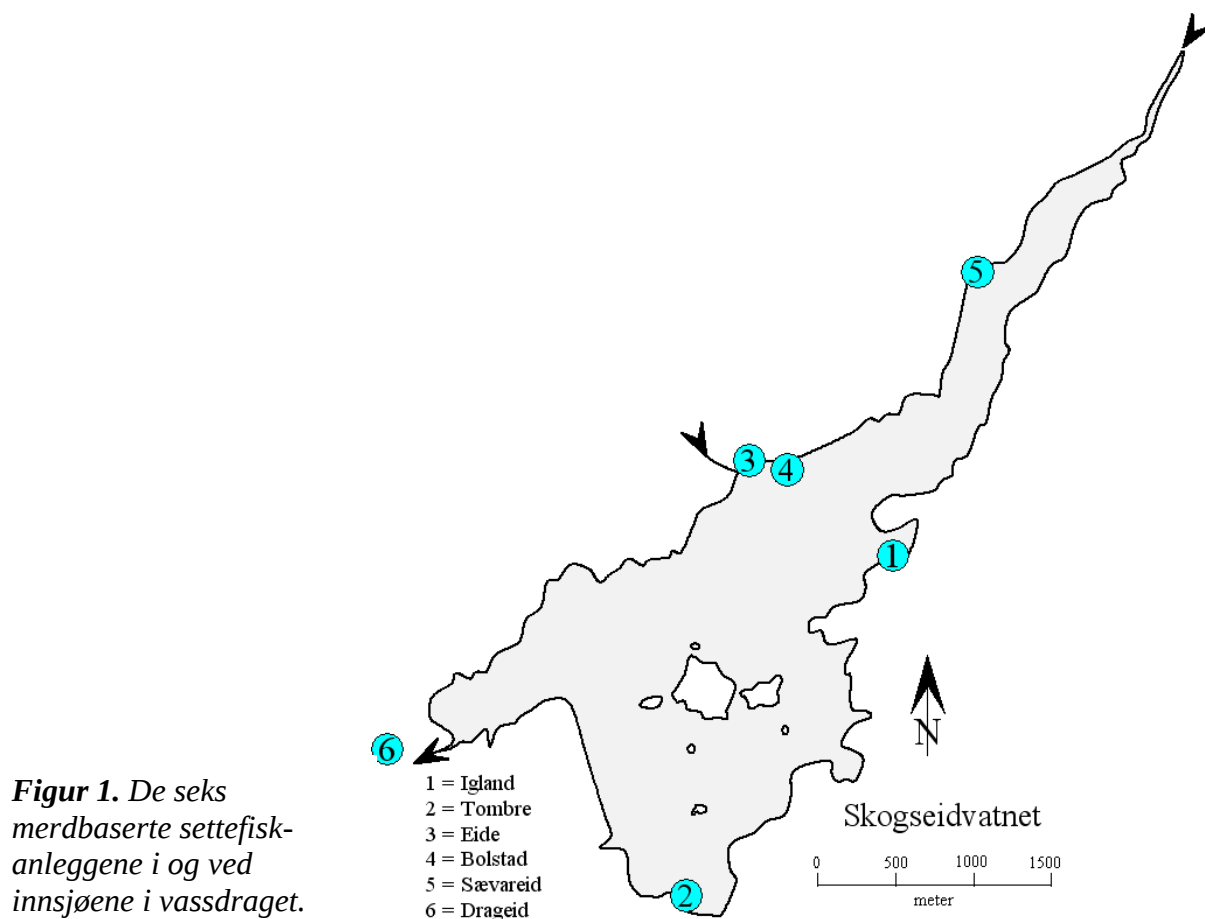 5
3
4
1
N
6
2
1 = Igland
2 = Tombre
3 = Eide
4 = Bolstad
5 = Sævareid
6 = Drageid
Skogseidvatnet
0 500 1000 1500
meter
Figur 1. De seks
merdbaserte settefisk-
anleggene i og ved
innsjøene i vassdraget.